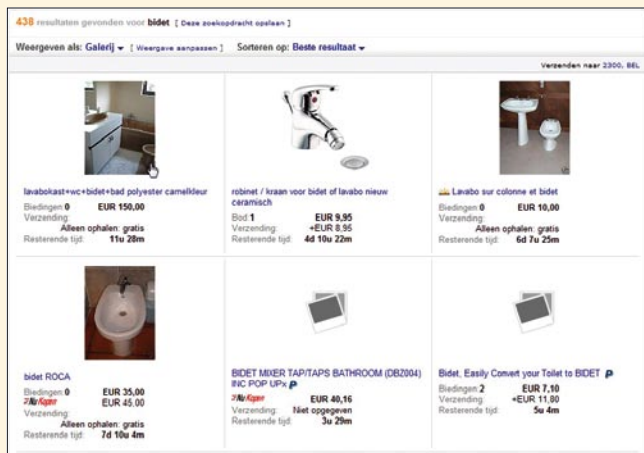 438 resultaten gevonden voor bidet [ Deze zoekopdracht opslaan ]
Weergeven als: Galerij [ Weergave aanpassen ] Sorteren op: Beste resultaat
Verzenden naar 2300, BEL
lavabokast+wc+bidet+bad polyester camelkleur
Biedingen 0 EUR 150,00
Verzending:
Alleen ophalen: gratis
Resterende tijd: 11u 28m
robinet / kraan voor bidet of lavabo nieuw
ceramisch
Bod: 1 EUR 9,95
Verzending: +EUR 8,95
Resterende tijd: 4d 10u 22m
Lavabo sur colonne et bidet
Biedingen 0 EUR 10,00
Verzending:
Alleen ophalen: gratis
Resterende tijd: 6d 7u 25m
bidet ROCA
Biedingen 0 EUR 35,00
Nu Kopen EUR 45,00
Verzending:
Alleen ophalen: gratis
Resterende tijd: 7d 10u 4m
BIDET MIXER TAP/TAPS BATHROOM (DBZ004)
INC POP UPx P
Nu Kopen EUR 40,16
Verzending: Niet opgegeven
Resterende tijd: 3u 29m
Bidet, Easily Convert your Toilet to BIDET P
Biedingen 2 EUR 7,10
Verzending: +EUR 11,80
Resterende tijd: 5u 4m